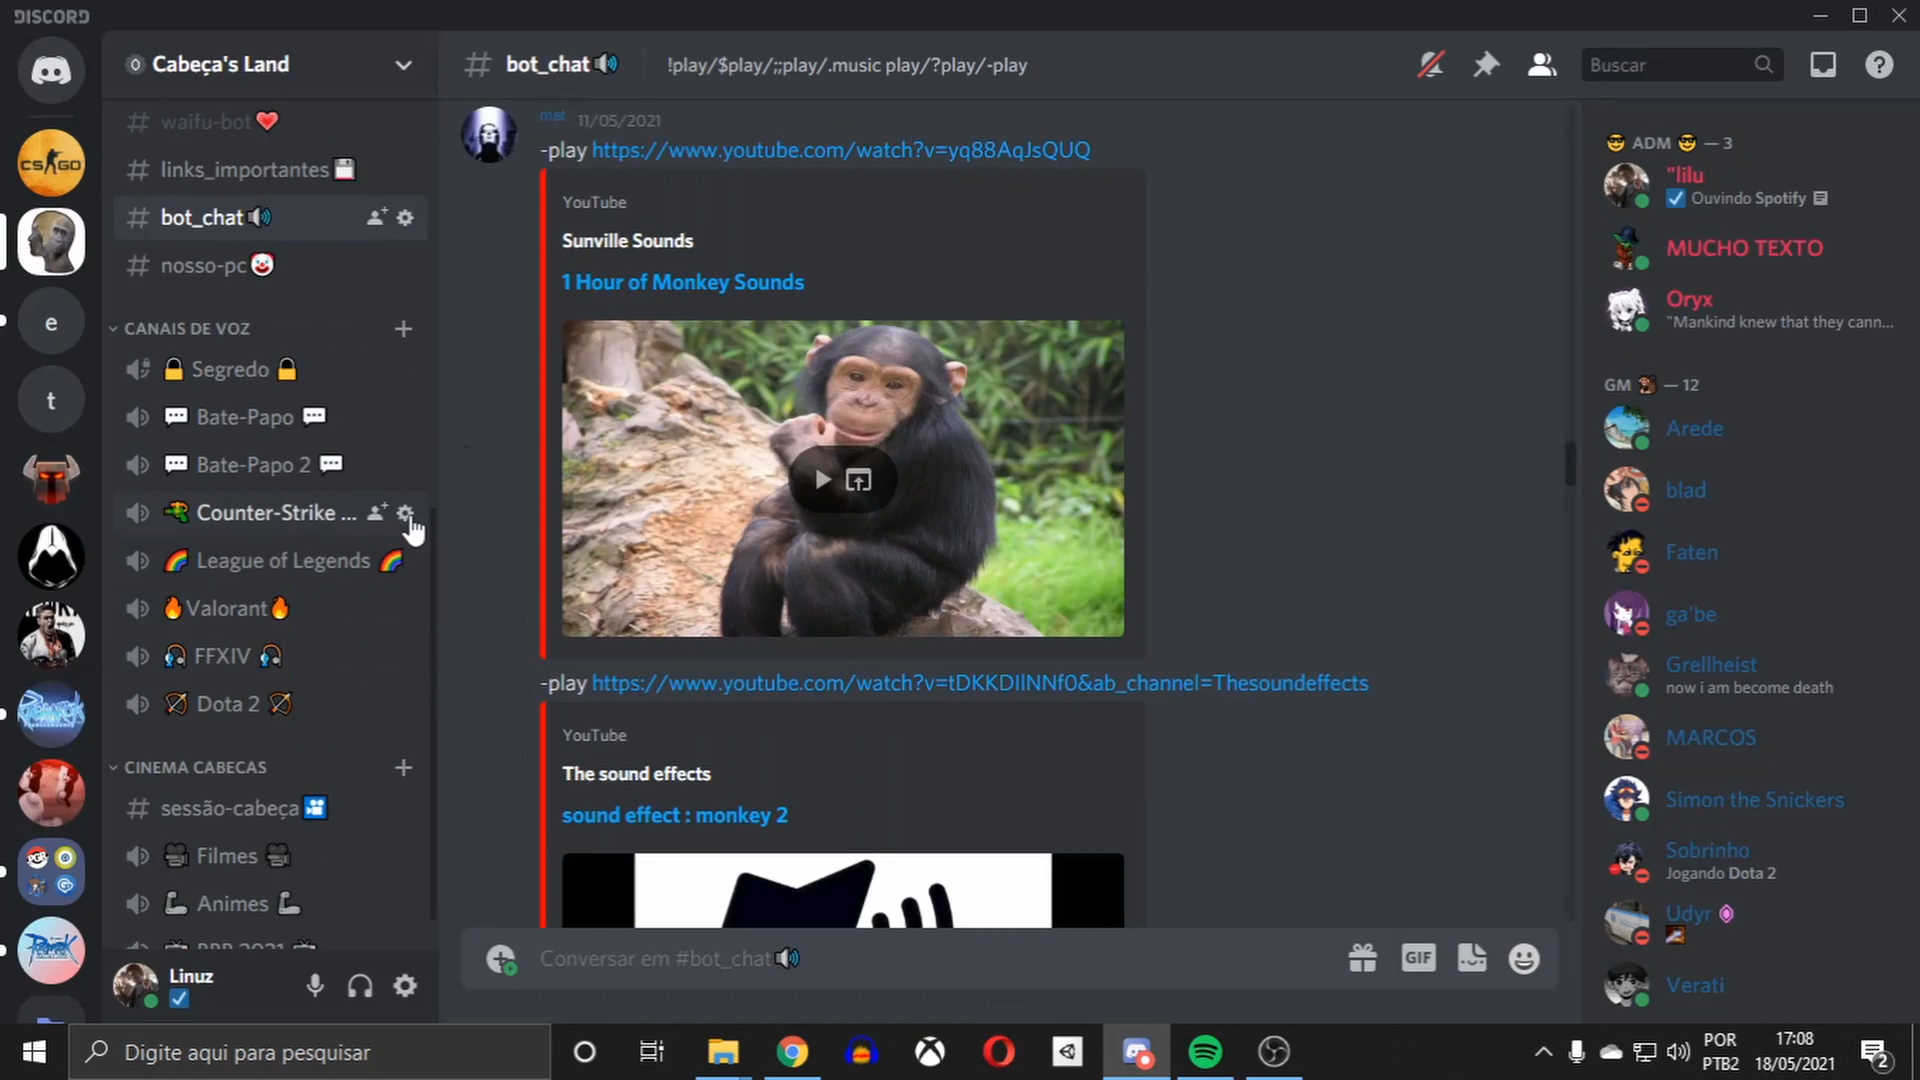 DISCORD
Cabeça's Land
bot_chat
!play/$play/;;play/.music play/?play/-play
Buscar
waifu-bot
links_importantes
bot_chat
nosso-pc
CANAIS DE VOZ
Segredo
Bate-Papo
Bate-Papo 2
Counter-Strike ...
League of Legends
Valorant
FFXIV
Dota 2
CINEMA CABECAS
sessão-cabeça
Filmes
Animes
Linuz
mat 11/05/2021
-play https://www.youtube.com/watch?v=yq88AqJsQUQ
YouTube
Sunville Sounds
1 Hour of Monkey Sounds
-play https://www.youtube.com/watch?v=tDKKDIlNNf0&ab_channel=Thesoundeffects
YouTube
The sound effects
sound effect : monkey 2
Conversar em #bot_chat
GIF
ADM — 3
"lilu
Ouvindo Spotify
MUCHO TEXTO
Oryx
"Mankind knew that they cann...
GM — 12
Arede
blad
Faten
ga'be
Grellheist
now i am become death
MARCOS
Simon the Snickers
Sobrinho
Jogando Dota 2
Udyr
Verati
CS GO
e
t
Digite aqui para pesquisar
POR
PTB2
17:08
18/05/2021
2